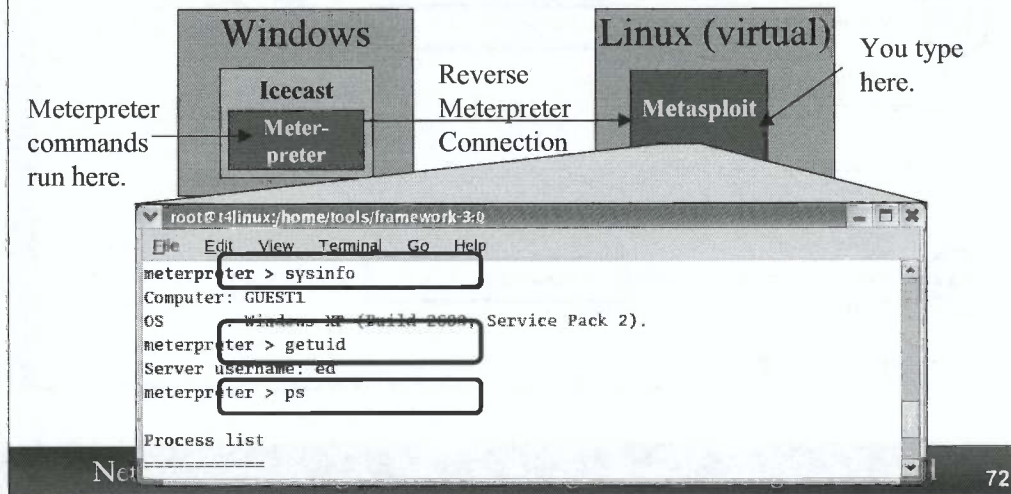 Windows
Linux (virtual)
Icecast
Meter-
preter
Meterpreter
commands
run here.
Reverse
Meterpreter
Connection
Metasploit
You type
here.
root@t4linux:/home/tools/framework-3.0
File Edit View Terminal Go Help
meterpreter > sysinfo
Computer: GUEST1
OS : Windows XP (Build 2600, Service Pack 2).
meterpreter > getuid
Server username: ed
meterpreter > ps
Process list
============
Net
72